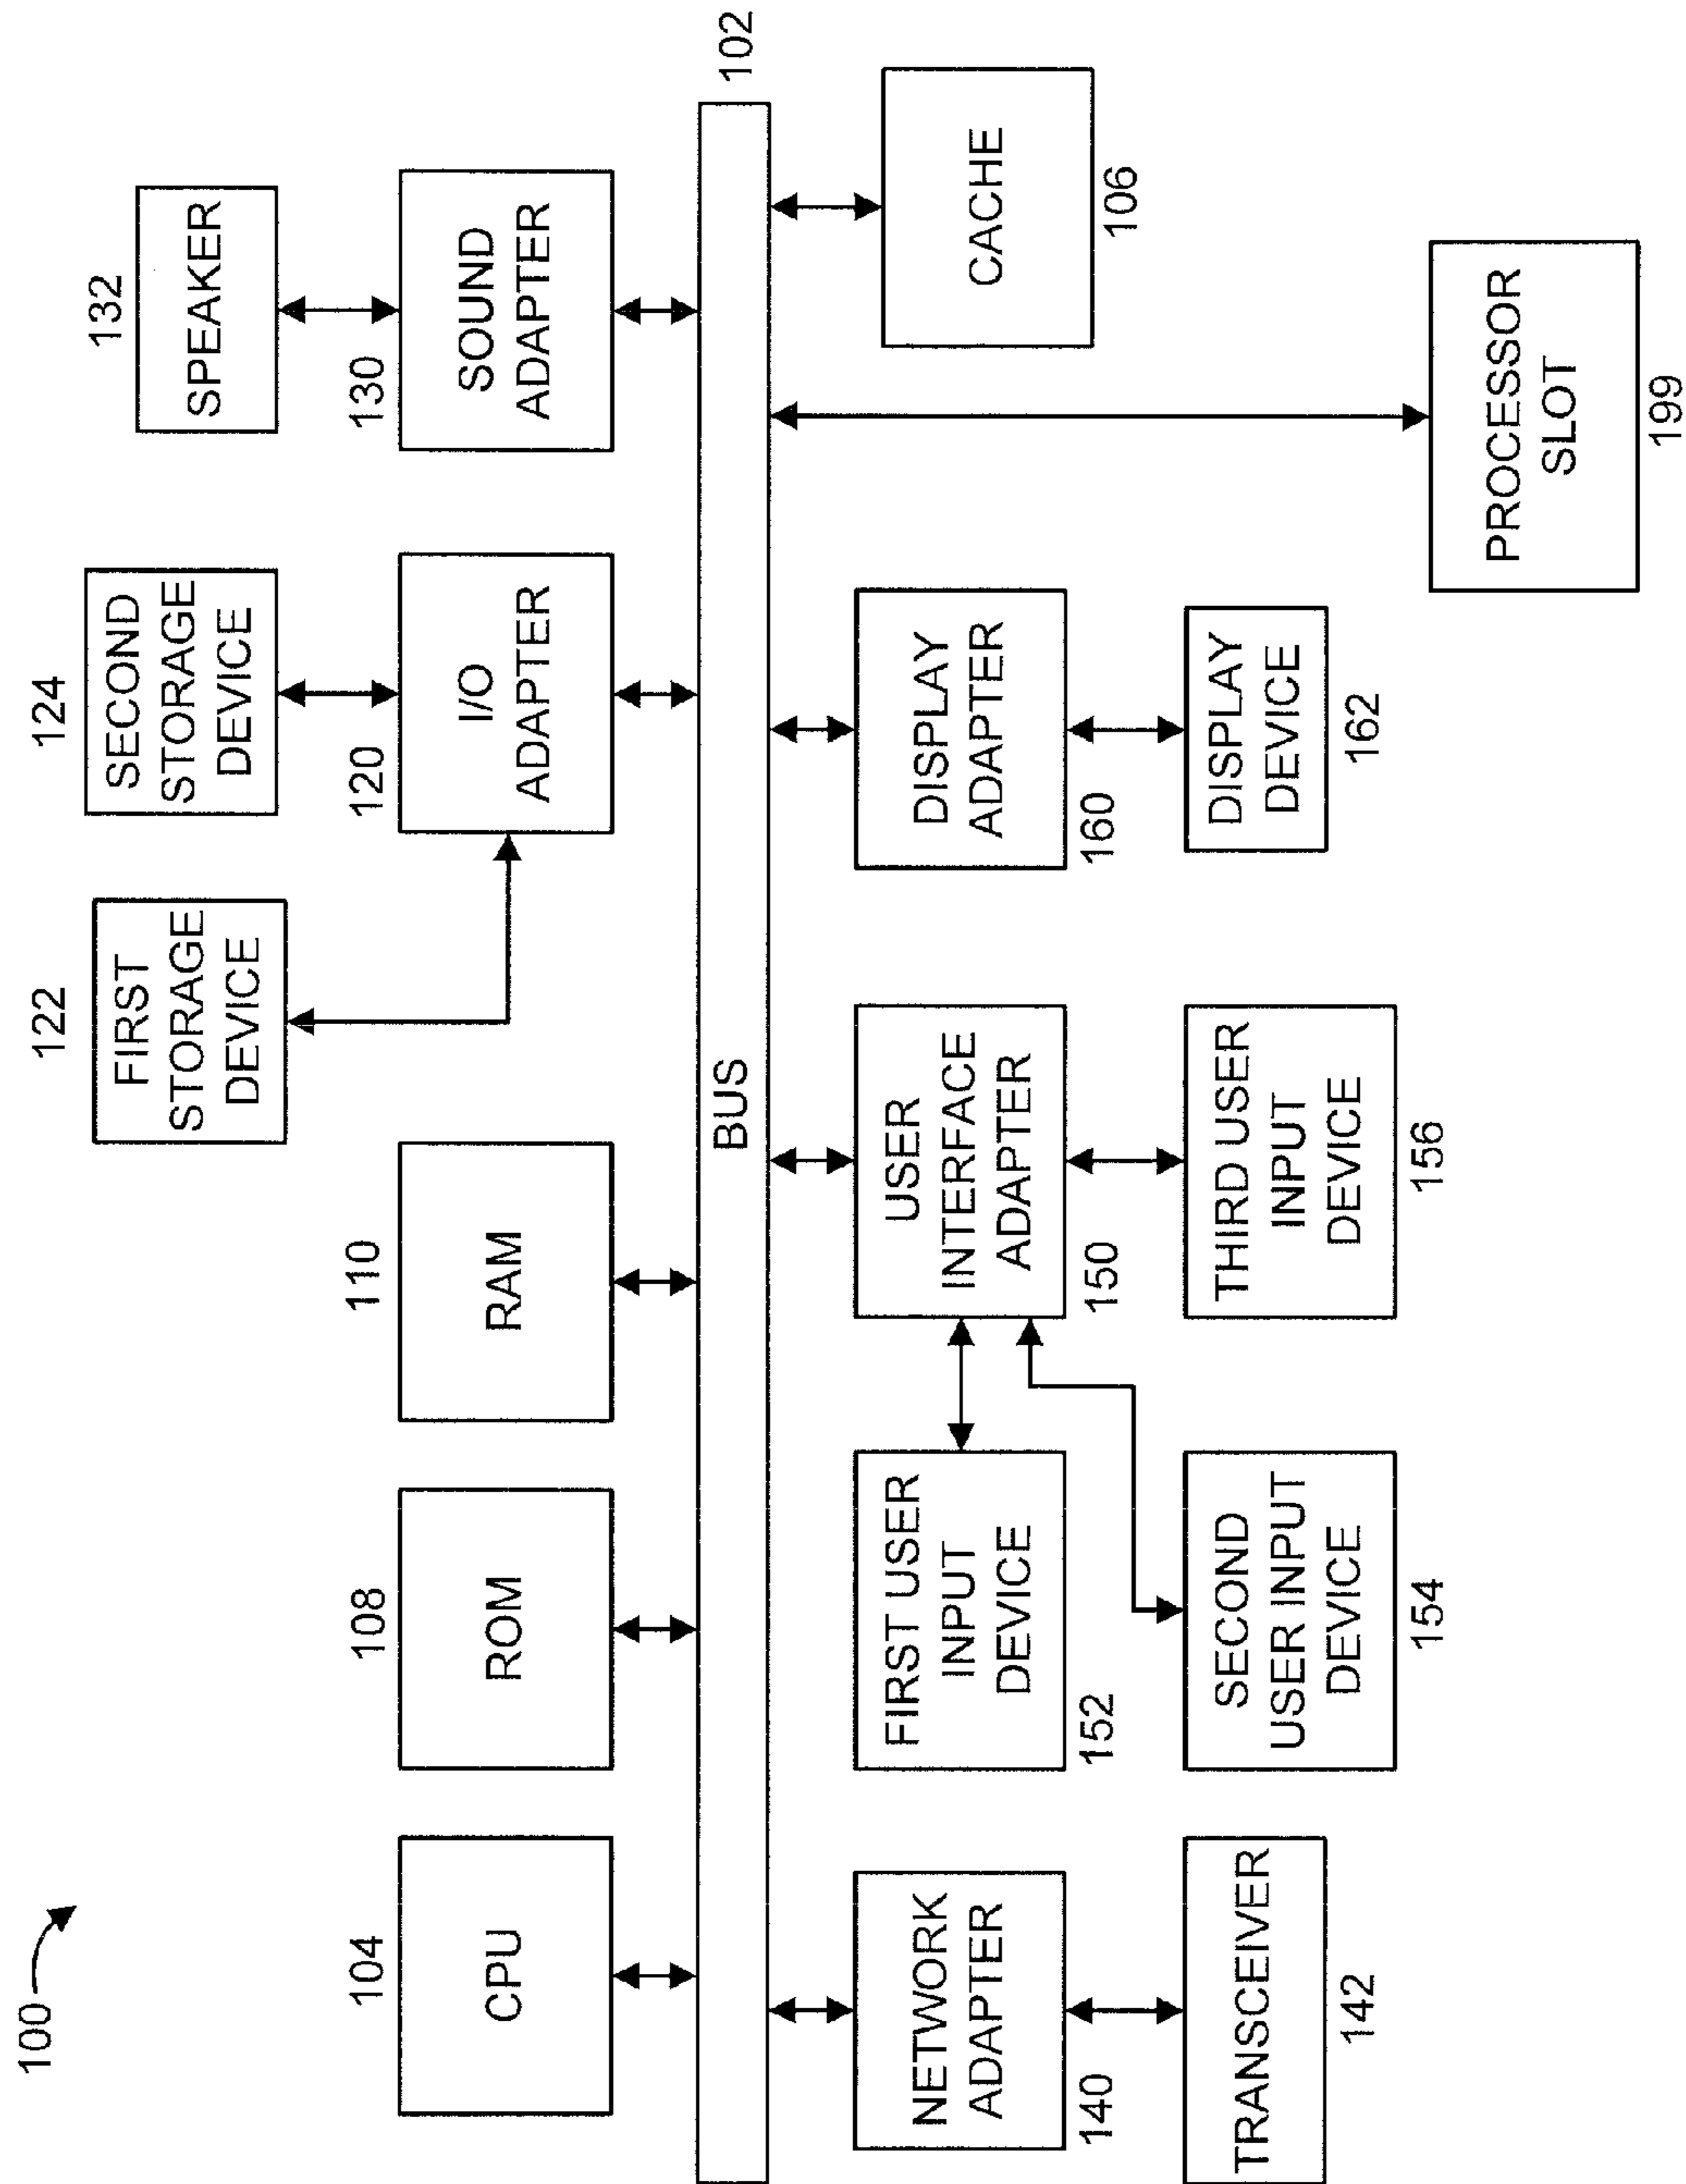 100
122
124
132
FIRST
STORAGE
DEVICE
SECOND
STORAGE
DEVICE
SPEAKER
104
108
110
120
130
CPU
ROM
RAM
I/O
ADAPTER
SOUND
ADAPTER
BUS
102
NETWORK
ADAPTER
FIRST USER
INPUT
DEVICE
USER
INTERFACE
ADAPTER
DISPLAY
ADAPTER
CACHE
140
152
150
160
106
TRANSCEIVER
SECOND
USER INPUT
DEVICE
THIRD USER
INPUT
DEVICE
DISPLAY
DEVICE
142
154
156
162
PROCESSOR
SLOT
199